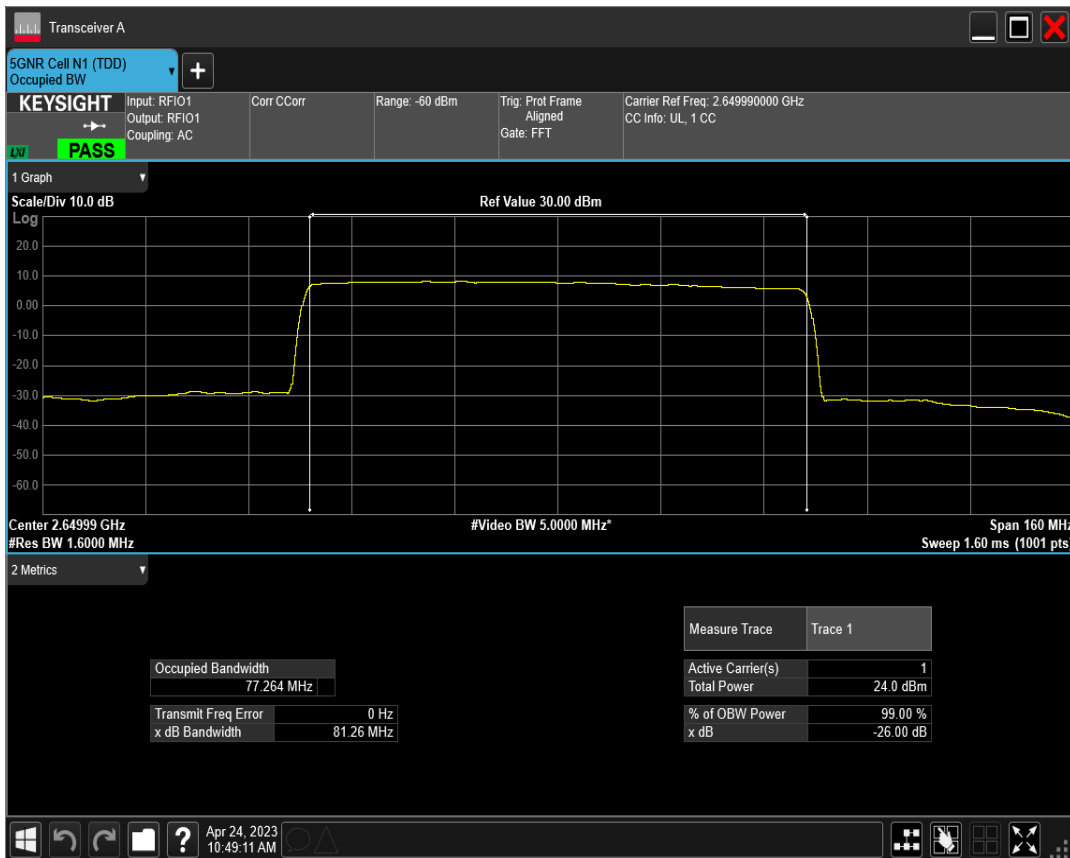 Transceiver A
5GNR Cell N1 (TDD)
Occupied BW
+
KEYSIGHT
LXI
PASS
Input: RFIO1
Output: RFIO1
Coupling: AC
Corr CCorr
Range: -60 dBm
Trig: Prot Frame
Aligned
Gate: FFT
Carrier Ref Freq: 2.649990000 GHz
CC Info: UL, 1 CC
1 Graph
Scale/Div 10.0 dB
Ref Value 30.00 dBm
Log
20.0
10.0
0.00
-10.0
-20.0
-30.0
-40.0
-50.0
-60.0
Center 2.64999 GHz
#Video BW 5.0000 MHz*
Span 160 MHz
#Res BW 1.6000 MHz
Sweep 1.60 ms (1001 pts)
2 Metrics
Measure Trace Trace 1
Occupied Bandwidth
77.264 MHz
Active Carrier(s) 1
Total Power 24.0 dBm
Transmit Freq Error 0 Hz
x dB Bandwidth 81.26 MHz
% of OBW Power 99.00 %
x dB -26.00 dB
?
Apr 24, 2023
10:49:11 AM